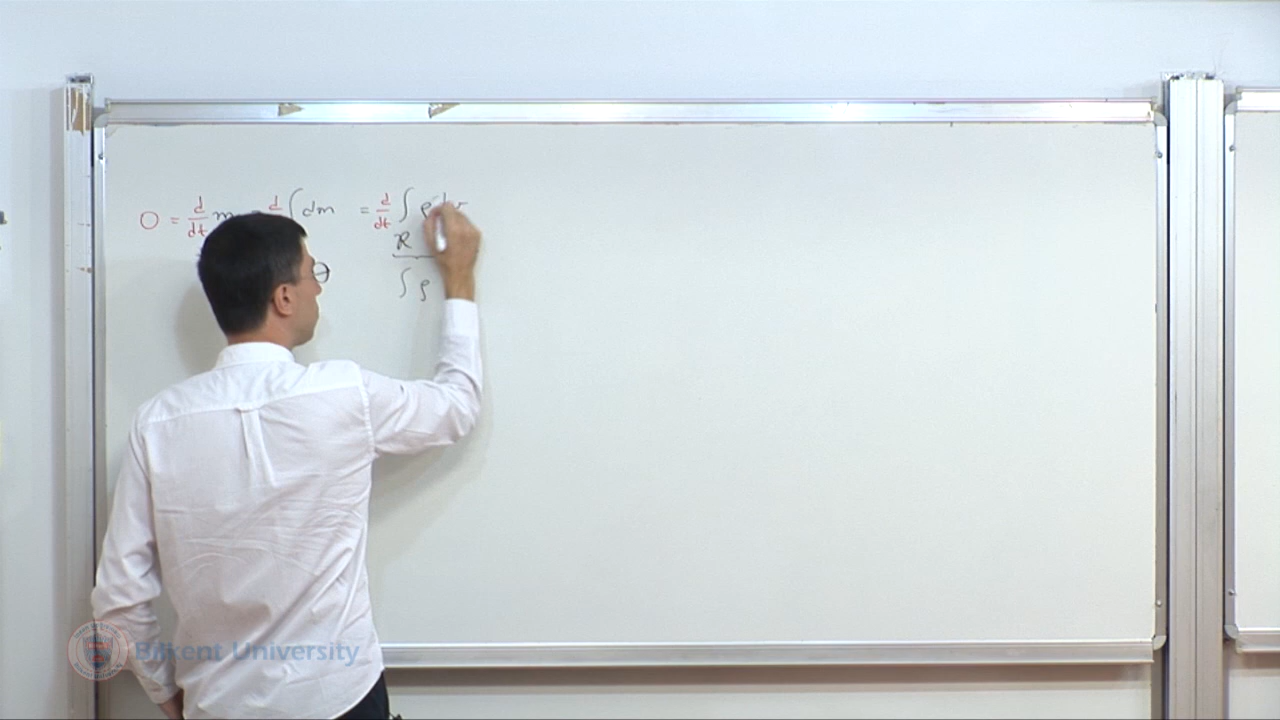 0 = d/dt m = d/dt ∫ dm = d/dt ∫ ρ dv
R
∫ ρ
Bilkent University